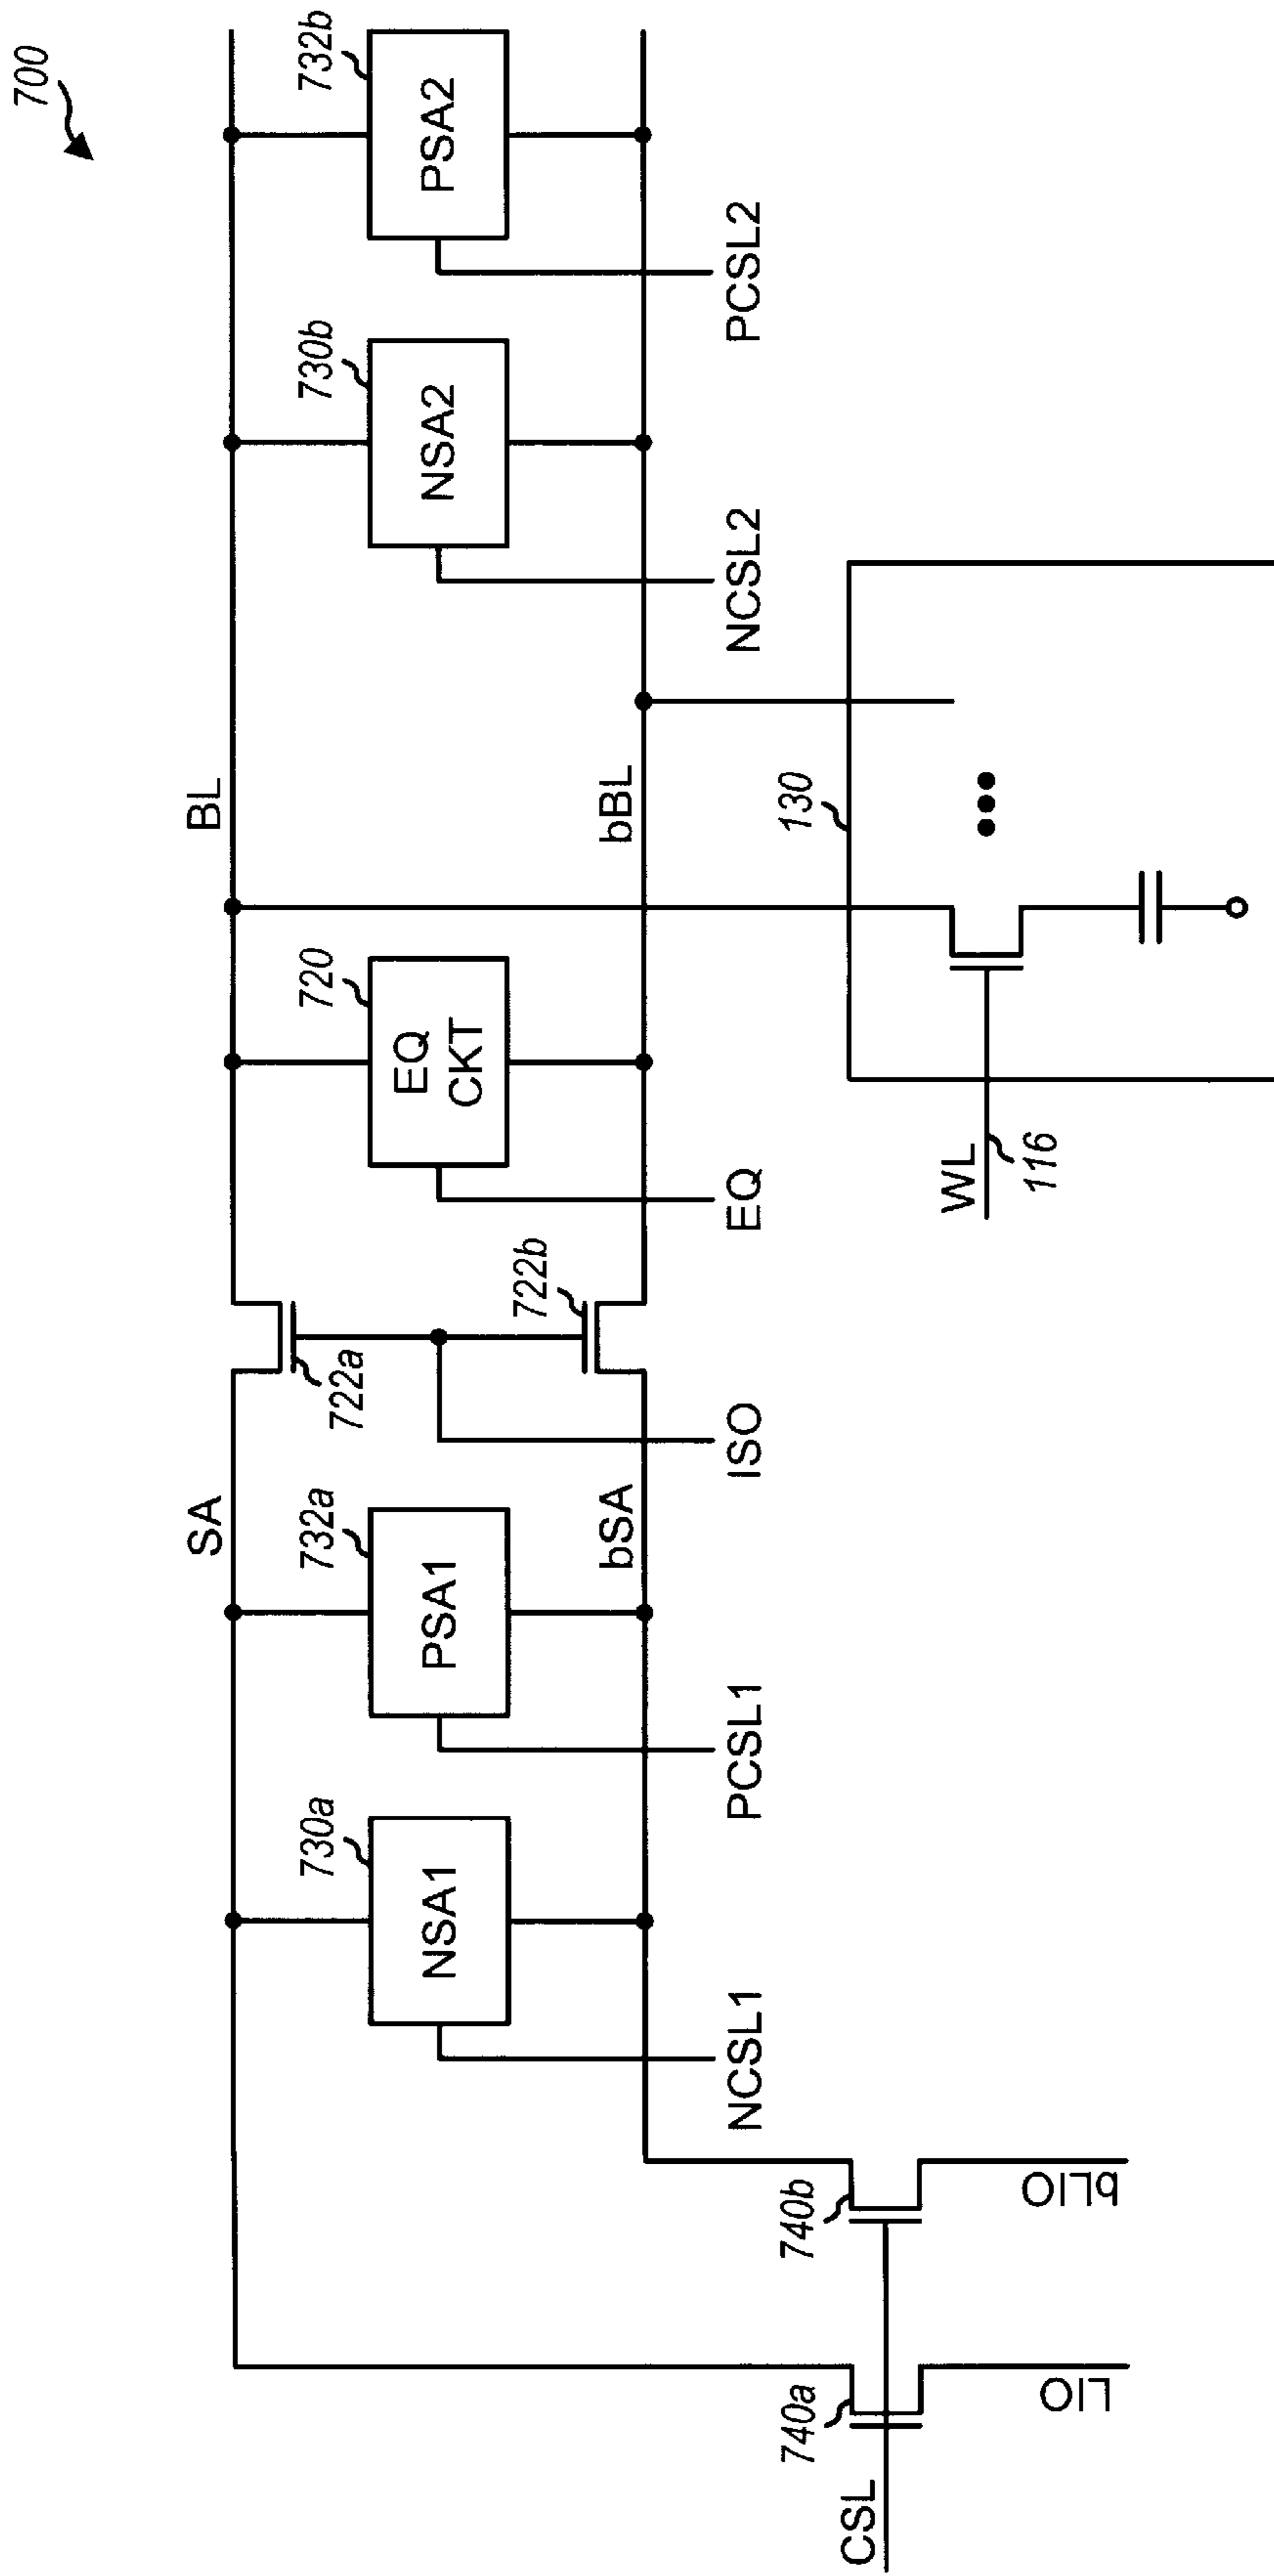 700
BL
SA
732b
PSA2
730b
NSA2
720
EQ
CKT
722a
732a
PSA1
730a
NSA1
bBL
722b
bSA
PCSL2
NCSL2
EQ
ISO
PCSL1
NCSL1
130
WL
116
740b
740a
CSL
bLIO
LIO